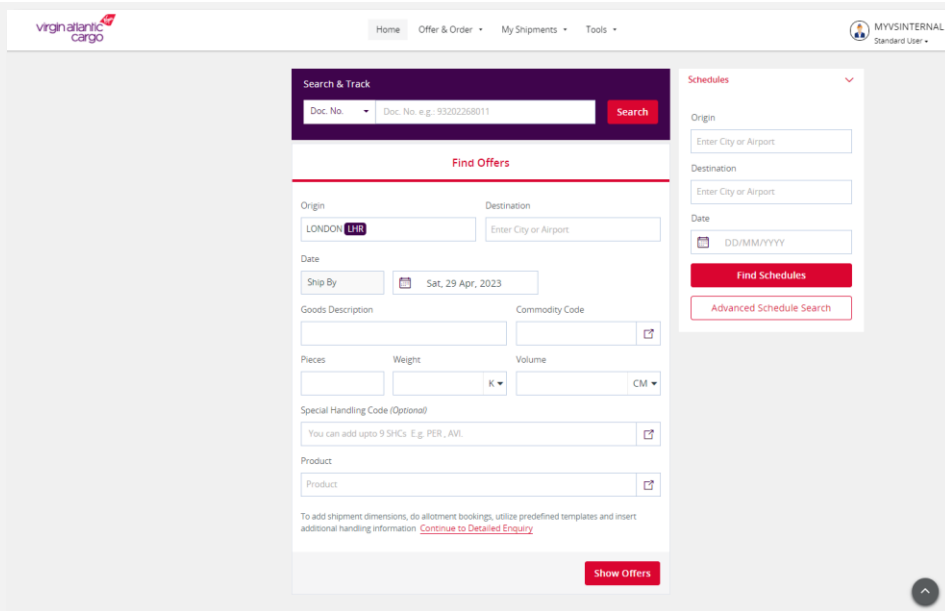 virgin atlantic
cargo
Home Offer & Order My Shipments Tools
MYVSINTERNAL
Standard User
Search & Track
Doc. No. Doc. No. e.g.: 93202268011 Search
Find Offers
Origin Destination
LONDON LHR Enter City or Airport
Date
Ship By Sat, 29 Apr, 2023
Goods Description Commodity Code
Pieces Weight Volume
K CM
Special Handling Code (Optional)
You can add upto 9 SHCs E.g. PER , AVI.
Product
Product
To add shipment dimensions, do allotment bookings, utilize predefined templates and insert
additional handling information Continue to Detailed Enquiry
Show Offers
Schedules
Origin
Enter City or Airport
Destination
Enter City or Airport
Date
DD/MM/YYYY
Find Schedules
Advanced Schedule Search